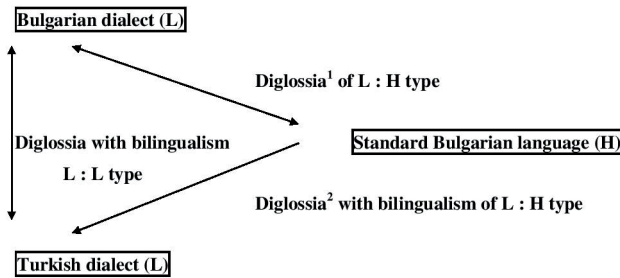 Bulgarian dialect (L)
Diglossia¹ of L : H type
Diglossia with bilingualism
L : L type
Standard Bulgarian language (H)
Diglossia² with bilingualism of L : H type
Turkish dialect (L)